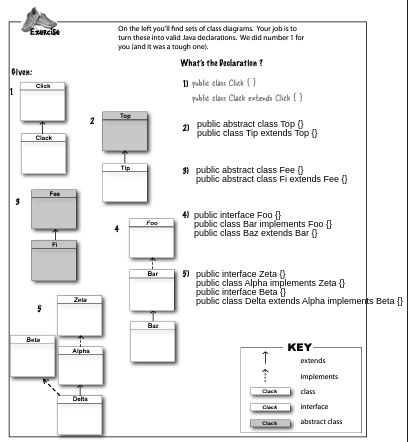 Exercise
On the left you'll find sets of class diagrams. Your job is to
turn these into valid Java declarations. We did number 1 for
you (and it was a tough one).
Given:
What's the Declaration ?
1
Click
Clack
2
Top
Tip
3
Fee
Fi
4
Foo
Bar
Baz
5
Zeta
Beta
Alpha
Delta
1) public class Click { }
public class Clack extends Click { }
2) public abstract class Top {}
public class Tip extends Top {}
3) public abstract class Fee {}
public abstract class Fi extends Fee {}
4) public interface Foo {}
public class Bar implements Foo {}
public class Baz extends Bar {}
5) public interface Zeta {}
public class Alpha implements Zeta {}
public interface Beta {}
public class Delta extends Alpha implements Beta {}
KEY
extends
implements
Clack class
Clack interface
Clack abstract class